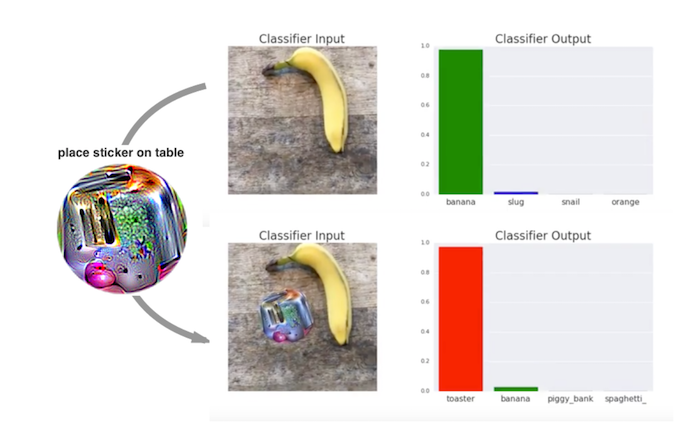 place sticker on table
Classifier Input
Classifier Output
1.0
0.8
0.6
0.4
0.2
0.0
banana slug snail orange
Classifier Input
Classifier Output
1.0
0.8
0.6
0.4
0.2
0.0
toaster banana piggy_bank spaghetti_